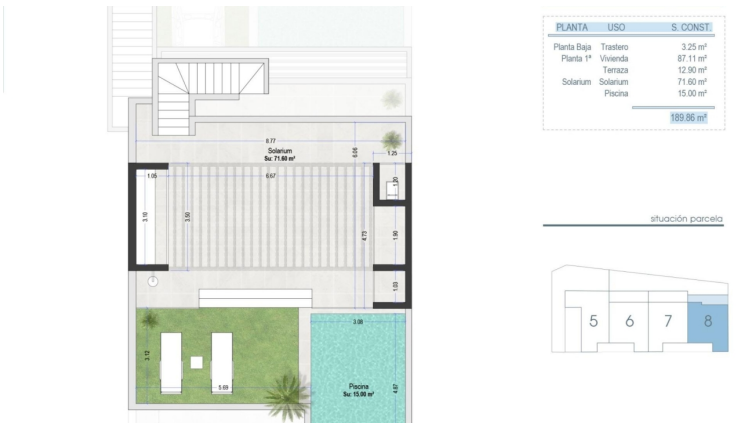 PLANTA USO S. CONST.
Planta Baja Trastero 3.25 m²
Planta 1ª Vivienda 87.11 m²
Terraza 12.90 m²
Solarium Solarium 71.60 m²
Piscina 15.00 m²
189.86 m²
8.77
Solarium
Su: 71.60 m²
6.06
1.25
1.05
6.67
1.20
3.10
3.50
4.73
1.90
1.03
3.08
3.12
5.69
Piscina
Su: 15.00 m²
4.87
situación parcela
5 6 7 8